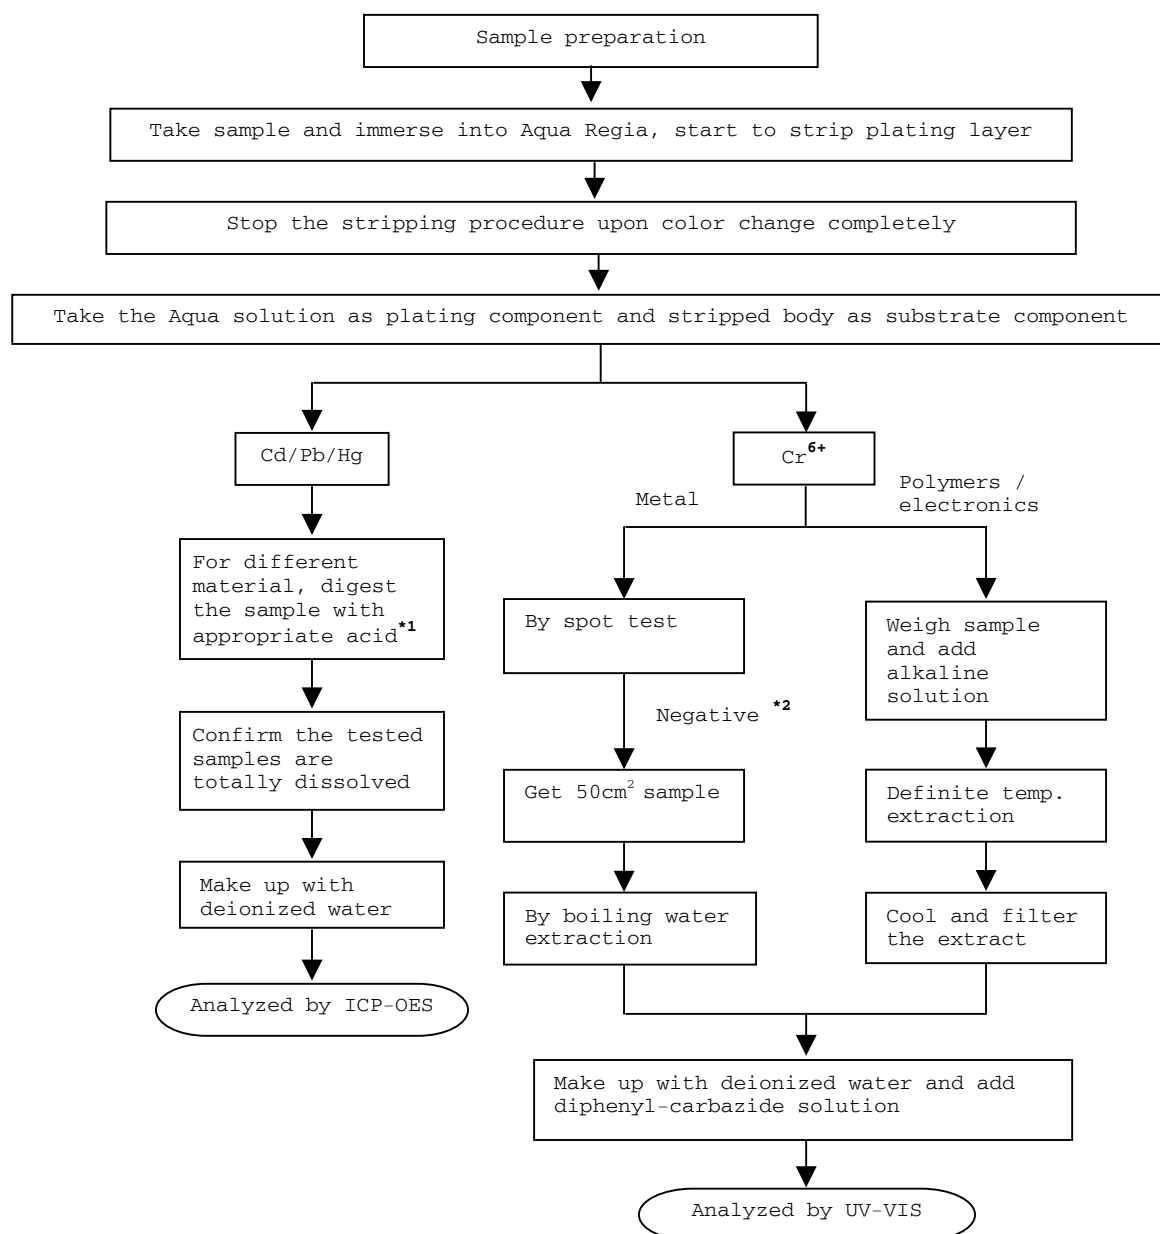 Sample preparation
Take sample and immerse into Aqua Regia, start to strip plating layer
Stop the stripping procedure upon color change completely
Take the Aqua solution as plating component and stripped body as substrate component
Cd/Pb/Hg
Cr6+
Metal
Polymers /
electronics
For different
material, digest
the sample with
appropriate acid*1
By spot test
Weigh sample
and add
alkaline
solution
Negative *2
Confirm the tested
samples are
totally dissolved
Get 50cm2 sample
Definite temp.
extraction
Make up with
deionized water
By boiling water
extraction
Cool and filter
the extract
Analyzed by ICP-OES
Make up with deionized water and add
diphenyl-carbazide solution
Analyzed by UV-VIS